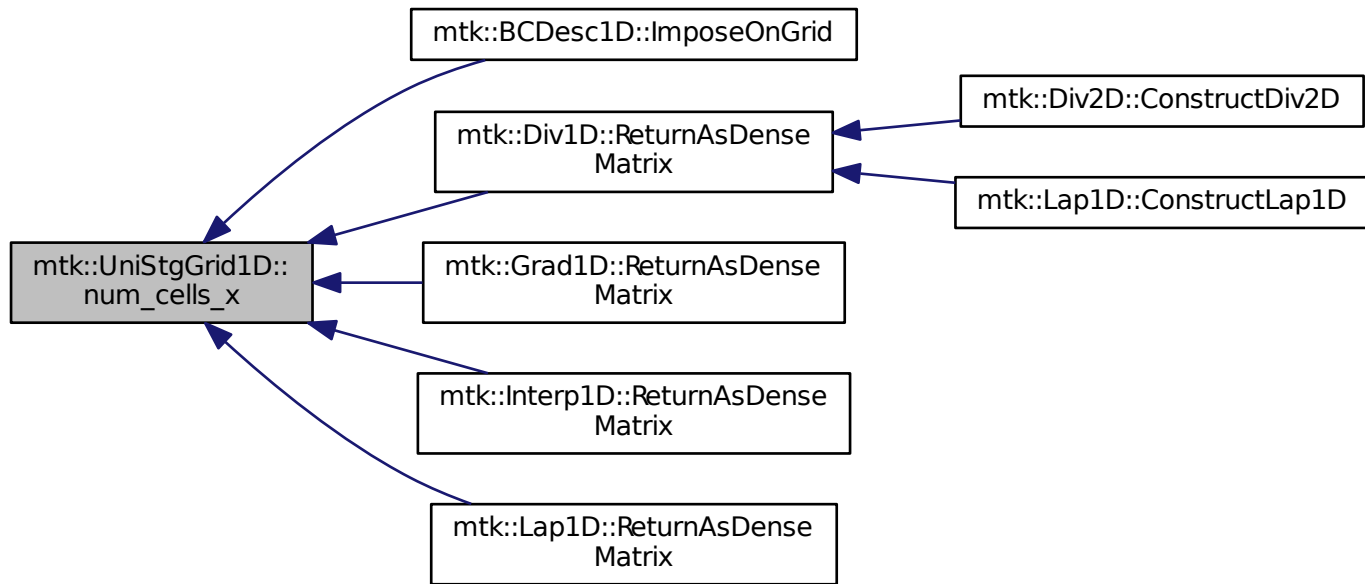 mtk::BCDesc1D::ImposeOnGrid
mtk::Div2D::ConstructDiv2D
mtk::Div1D::ReturnAsDense
Matrix
mtk::Lap1D::ConstructLap1D
mtk::UniStgGrid1D::
num_cells_x
mtk::Grad1D::ReturnAsDense
Matrix
mtk::Interp1D::ReturnAsDense
Matrix
mtk::Lap1D::ReturnAsDense
Matrix